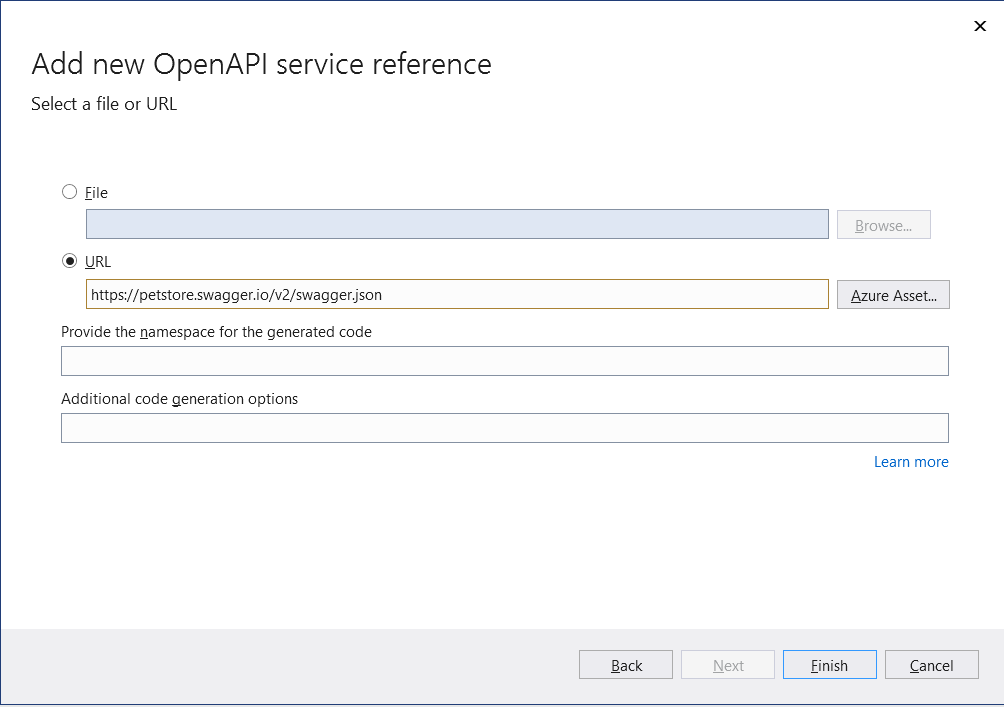 Add new OpenAPI service reference
Select a file or URL
File
Browse...
URL
https://petstore.swagger.io/v2/swagger.json
Azure Asset...
Provide the namespace for the generated code
Additional code generation options
Learn more
Back
Next
Finish
Cancel